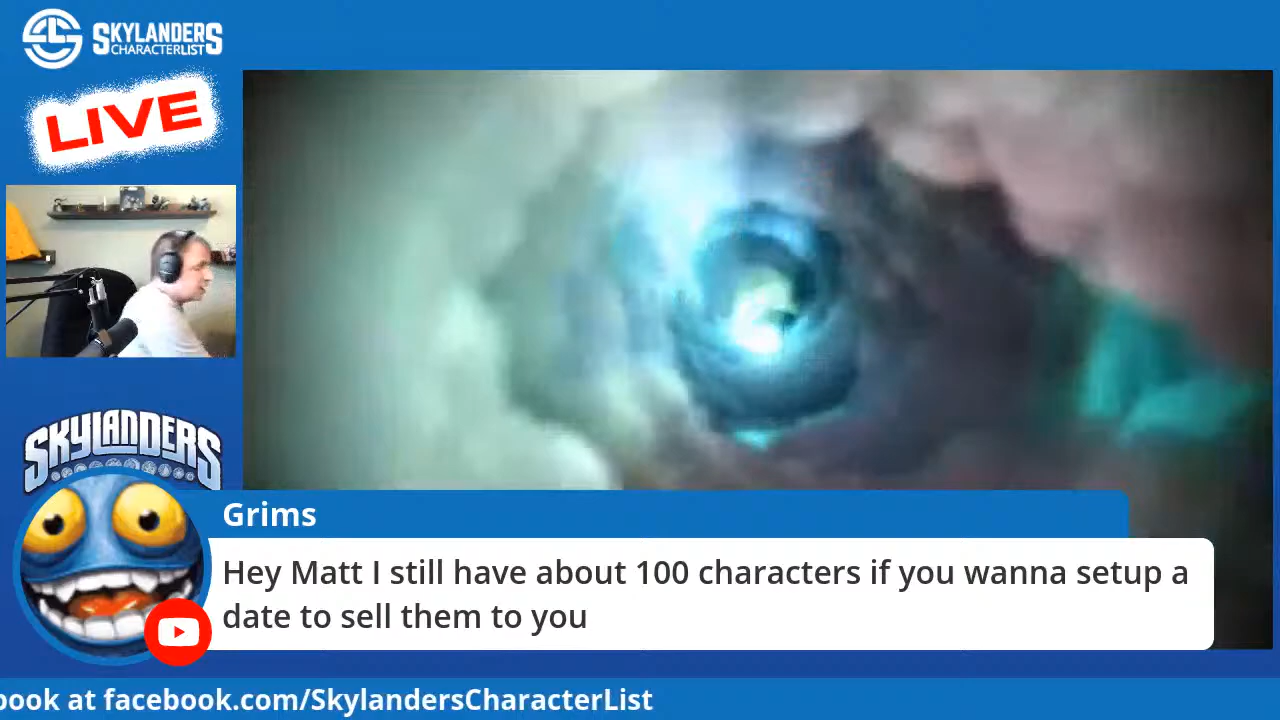 SKYLANDERS
CHARACTERLIST
LIVE
SKYLANDERS
Grims
Hey Matt I still have about 100 characters if you wanna setup a
date to sell them to you
book at facebook.com/SkylandersCharacterList